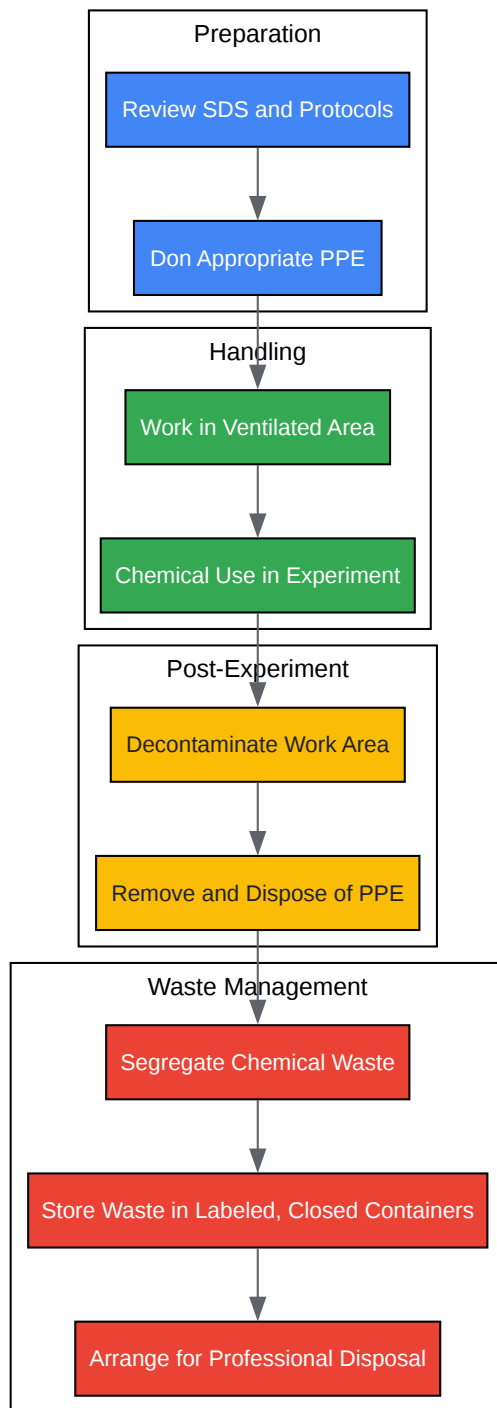 Preparation
Review SDS and Protocols
Don Appropriate PPE
Handling
Work in Ventilated Area
Chemical Use in Experiment
Post-Experiment
Decontaminate Work Area
Remove and Dispose of PPE
Waste Management
Segregate Chemical Waste
Store Waste in Labeled, Closed Containers
Arrange for Professional Disposal